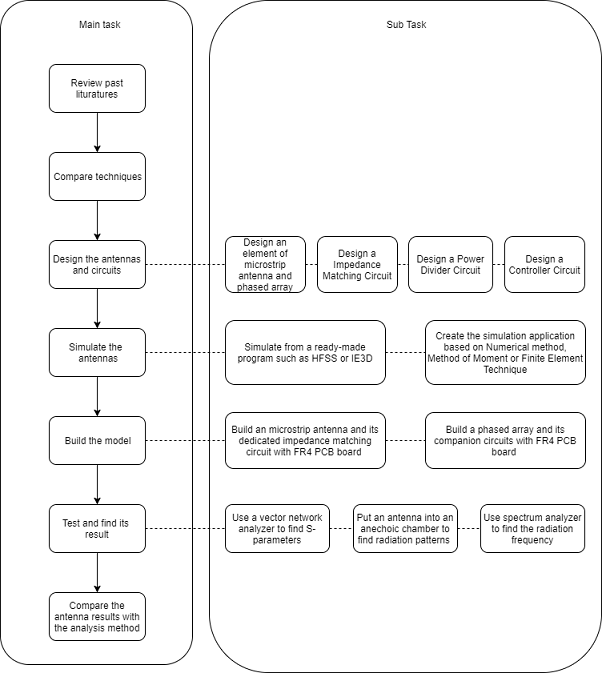 Main task
Sub Task
Review past
lituratures
Compare techniques
Design the antennas
and circuits
Design an
element of
microstrip
antenna and
phased array
Design a
Impedance
Matching Circuit
Design a Power
Divider Circuit
Design a
Controller Circuit
Simulate the
antennas
Simulate from a ready-made
program such as HFSS or IE3D
Create the simulation application
based on Numerical method,
Method of Moment or Finite Element
Technique
Build the model
Build an microstrip antenna and its
dedicated impedance matching
circuit with FR4 PCB board
Build a phased array and its
companion circuits with FR4 PCB
board
Test and find its
result
Use a vector network
analyzer to find S-
parameters
Put an antenna into an
anechoic chamber to
find radiation patterns
Use spectrum analyzer
to find the radiation
frequency
Compare the
antenna results with
the analysis method